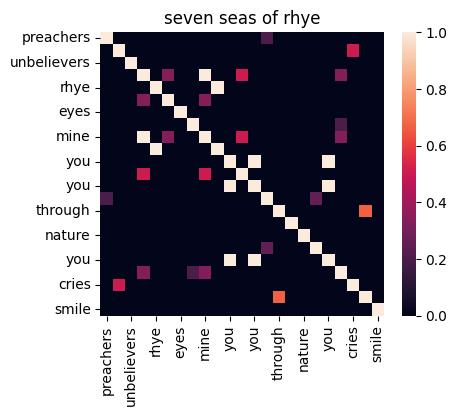 seven seas of rhye
preachers
unbelievers
rhye
eyes
mine
you
you
through
nature
you
cries
smile
1.0
0.8
0.6
0.4
0.2
0.0
preachers
unbelievers
rhye
eyes
mine
you
you
through
nature
you
cries
smile